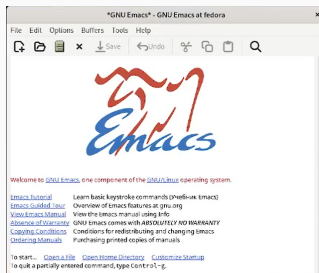 *GNU Emacs* - GNU Emacs at fedora
File Edit Options Buffers Tools Help
Save Undo
Emacs
Welcome to GNU Emacs, one component of the GNU/Linux operating system.
Emacs Tutorial Learn basic keystroke commands (Учебник Emacs)
Emacs Guided Tour Overview of Emacs features at gnu.org
View Emacs Manual View the Emacs manual using Info
Absence of Warranty GNU Emacs comes with ABSOLUTELY NO WARRANTY
Copying Conditions Conditions for redistributing and changing Emacs
Ordering Manuals Purchasing printed copies of manuals
To start... Open a File Open Home Directory Customize Startup
To quit a partially entered command, type Control-g.